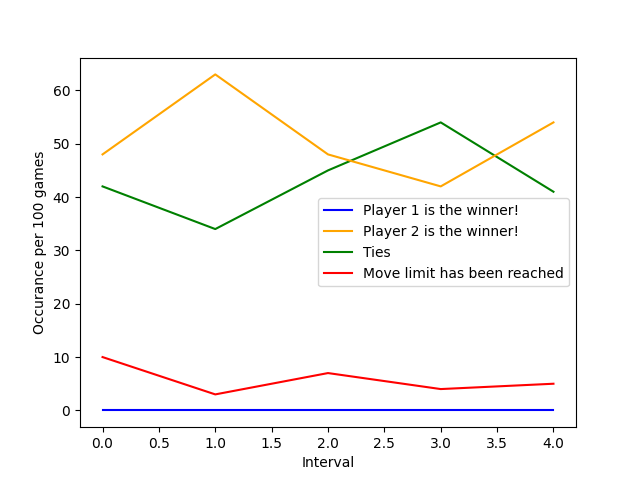 60
50
40
30
20
10
0
Occurance per 100 games
Player 1 is the winner!
Player 2 is the winner!
Ties
Move limit has been reached
0.0 0.5 1.0 1.5 2.0 2.5 3.0 3.5 4.0
Interval